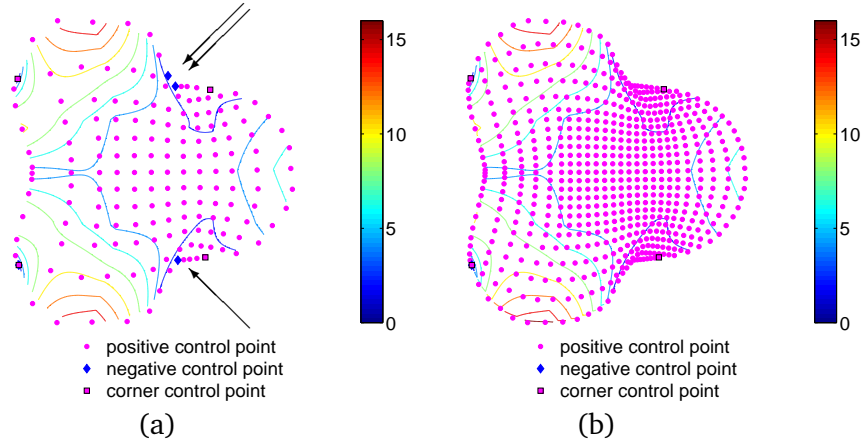 15
10
5
0
positive control point
negative control point
corner control point
(a)
15
10
5
0
positive control point
negative control point
corner control point
(b)